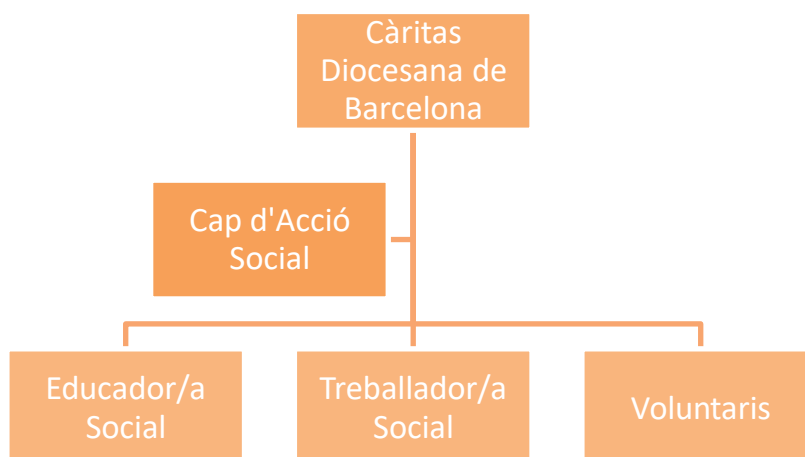 Càritas
Diocesana de
Barcelona
Cap d'Acció
Social
Educador/a
Social
Treballador/a
Social
Voluntaris